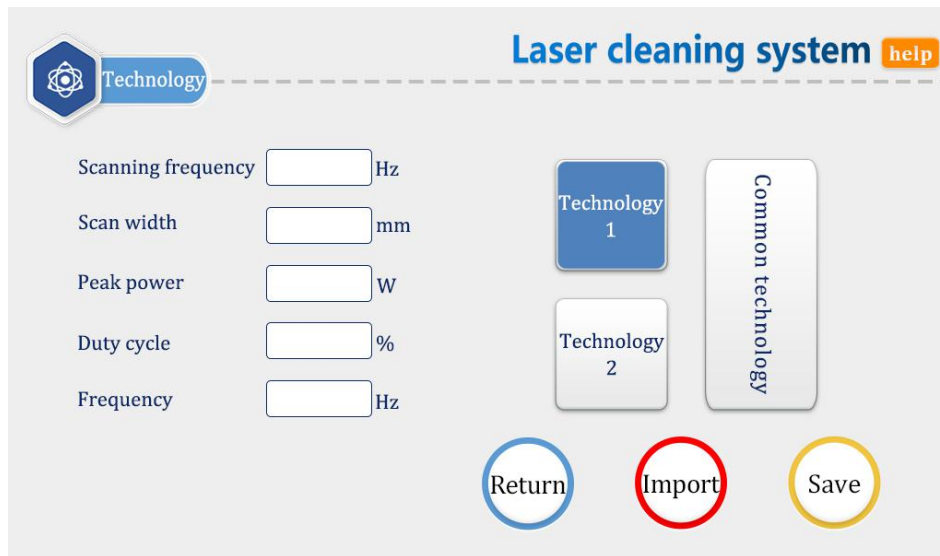 Laser cleaning system help
Technology
Scanning frequency Hz
Scan width mm
Peak power W
Duty cycle %
Frequency Hz
Technology
1
Technology
2
Common technology
Return
Import
Save